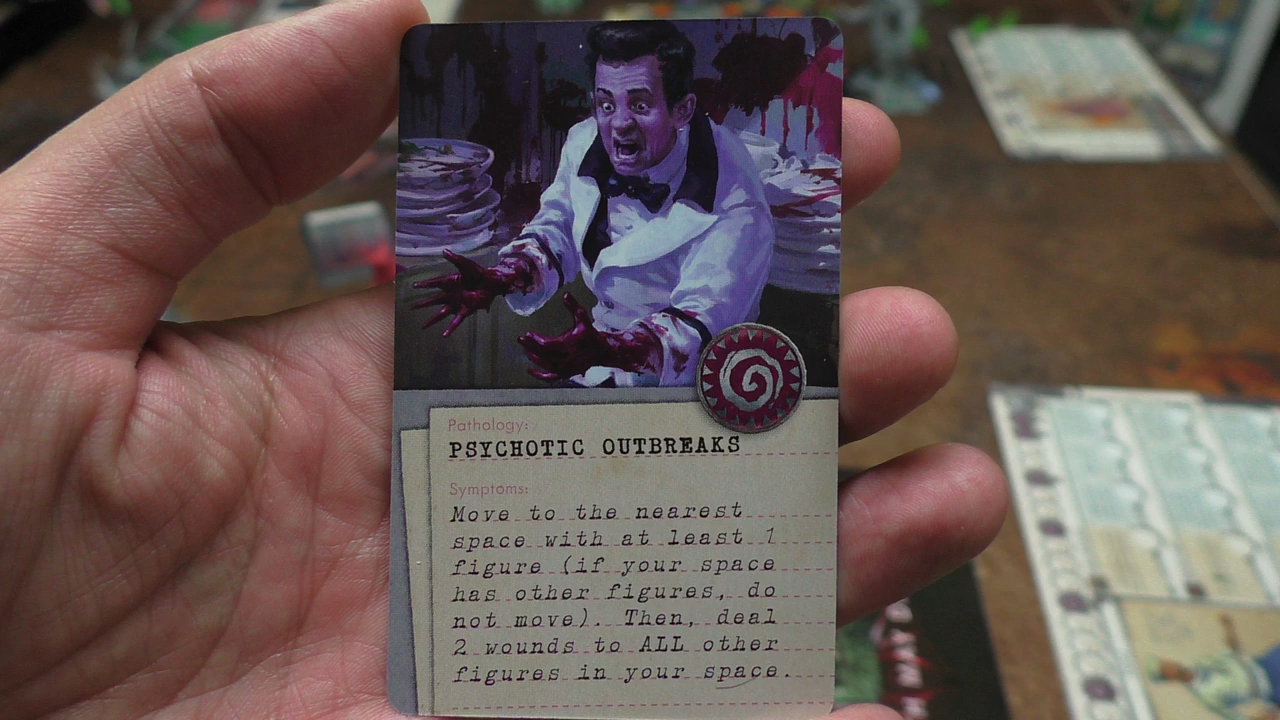 Pathology:
PSYCHOTIC OUTBREAKS
Symptoms:
Move to the nearest
space with at least 1
figure (if your space
has other figures, do
not move). Then, deal
2 wounds to ALL other
figures in your space.